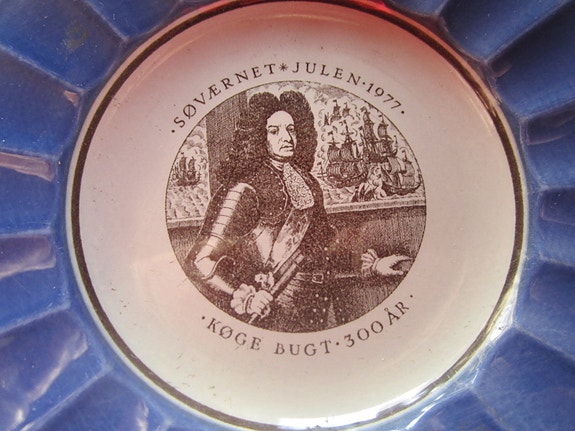 ·SØVÆRNET*JULEN·1977·
·KØGE BUGT·300 ÅR·